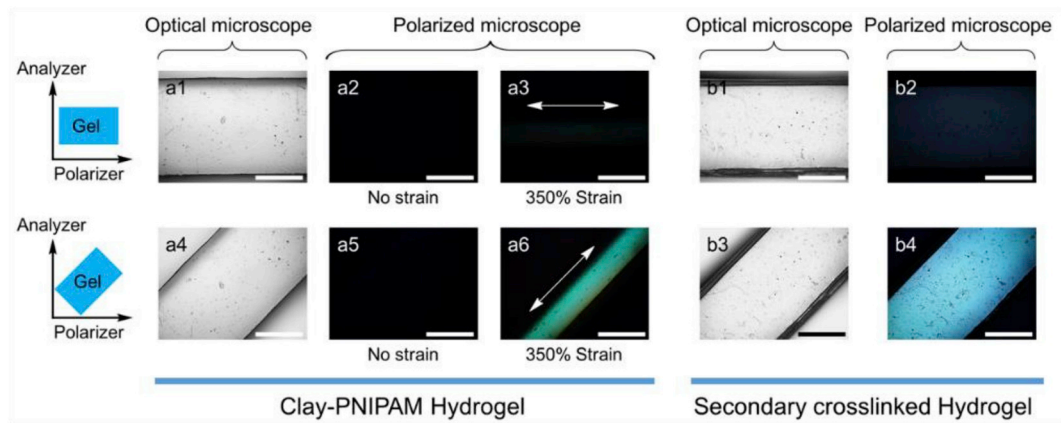 Optical microscope
Polarized microscope
Optical microscope
Polarized microscope
Analyzer
Gel
Polarizer
a1
a2
a3
b1
b2
No strain
350% Strain
Analyzer
Gel
Polarizer
a4
a5
a6
b3
b4
No strain
350% Strain
Clay-PNIPAM Hydrogel
Secondary crosslinked Hydrogel